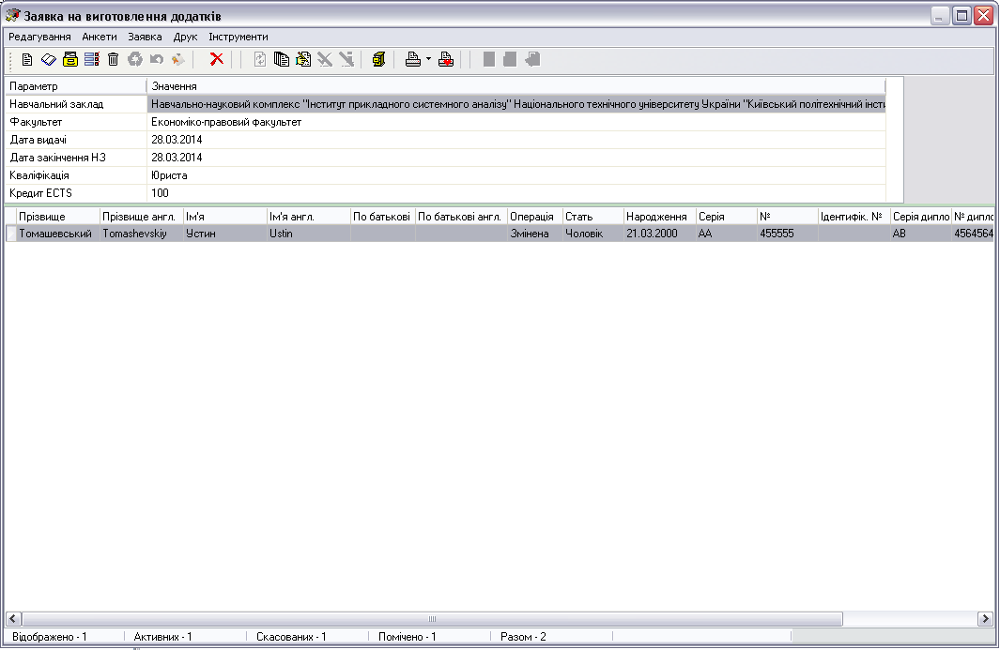 Заявка на виготовлення додатків
Редагування Анкети Заявка Друк Інструменти
Параметр Значення
Навчальний заклад Навчально-науковий комплекс "Інститут прикладного системного аналізу" Національного технічного університету України "Київський політехнічний інсти
Факультет Економіко-правовий факультет
Дата видачі 28.03.2014
Дата закінчення НЗ 28.03.2014
Кваліфікація Юриста
Кредит ECTS 100
Прізвище Прізвище англ. Ім'я Ім'я англ. По батькові По батькові англ. Операція Стать Народження Серія № Ідентифік. № Серія дипло № дипло
Томашевський Tomashevskiy Устин Ustin Змінена Чоловік 21.03.2000 АА 455555 АВ 4564564
Відображено - 1 Активних - 1 Скасованих - 1 Помічено - 1 Разом - 2